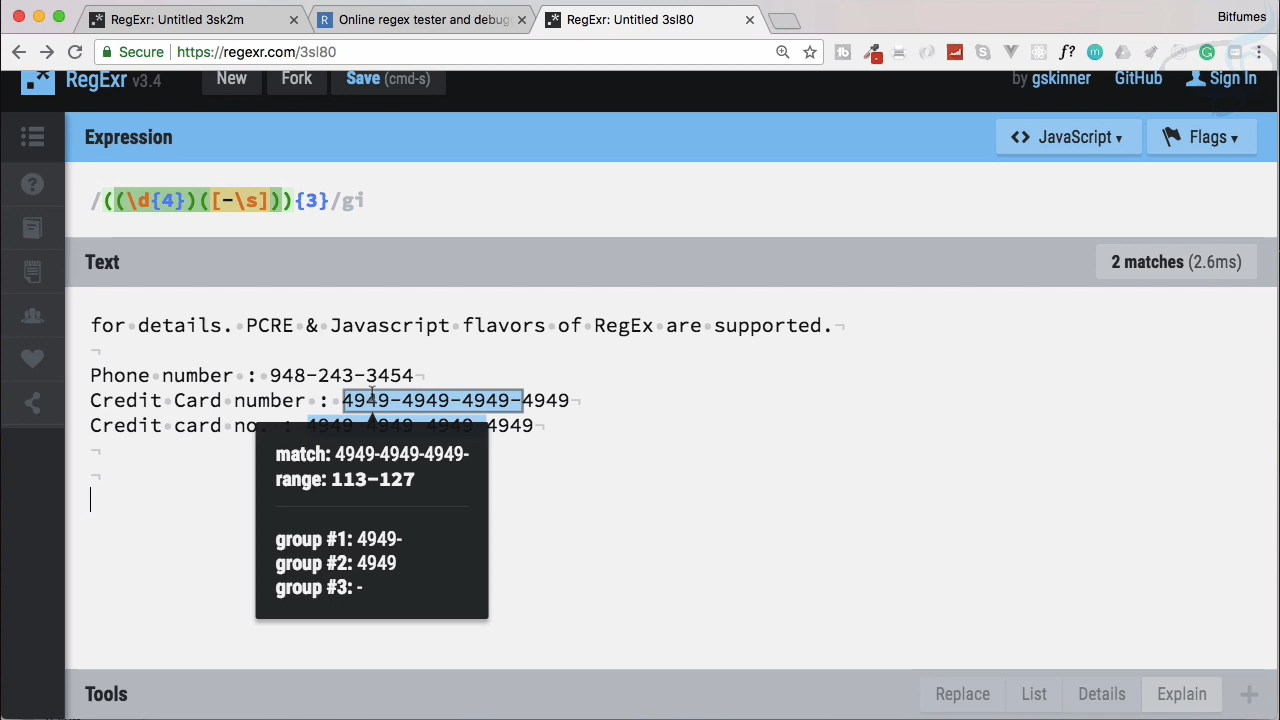 RegExr: Untitled 3sk2m
Online regex tester and debug
RegExr: Untitled 3sl80
Bitfumes
Secure
https://regexr.com/3sl80
RegExr v3.4
New
Fork
Save (cmd-s)
by gskinner
GitHub
Sign In
Expression
JavaScript
Flags
/((\d{4})([-\s])){3}/gi
Text
2 matches (2.6ms)
for details. PCRE & Javascript flavors of RegEx are supported.
Phone number : 948-243-3454
Credit Card number : 4949-4949-4949-4949
Credit card no. : 4949 4949 4949 4949
match: 4949-4949-4949-
range: 113-127
group #1: 4949-
group #2: 4949
group #3: -
Tools
Replace
List
Details
Explain